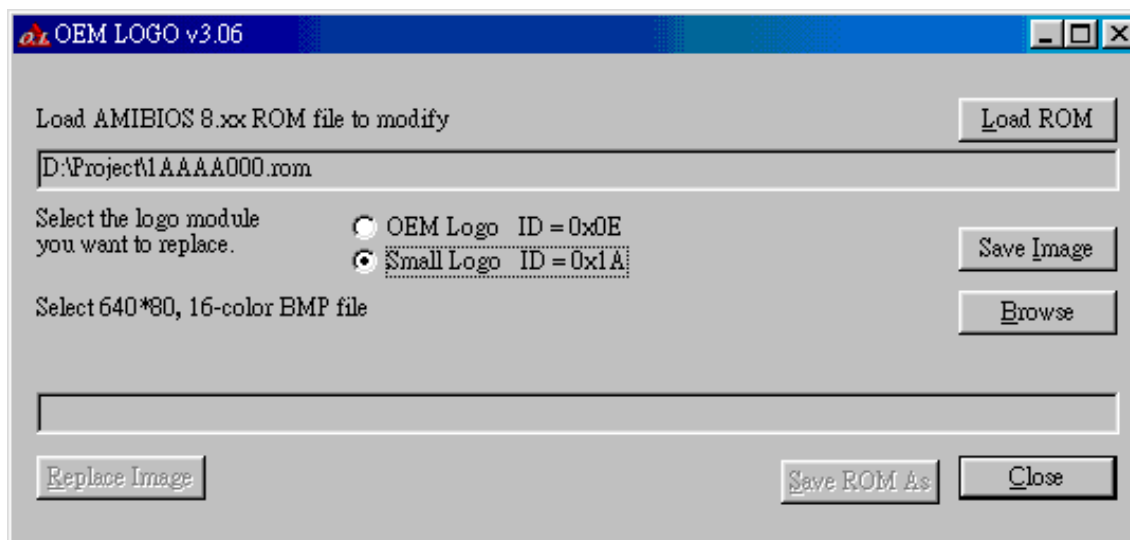 OEM LOGO v3.06
Load AMIBIOS 8.xx ROM file to modify
Load ROM
D:\Project\1AAAA000.rom
Select the logo module
you want to replace.
OEM Logo ID = 0x0E
Small Logo ID = 0x1A
Save Image
Select 640*80, 16-color BMP file
Browse
Replace Image
Save ROM As
Close